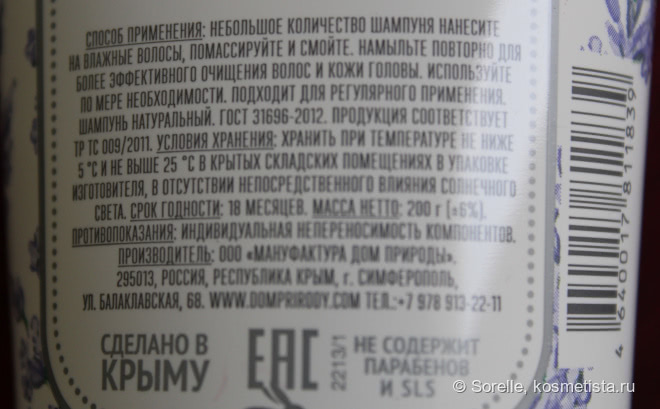 СПОСОБ ПРИМЕНЕНИЯ: НЕБОЛЬШОЕ КОЛИЧЕСТВО ШАМПУНЯ НАНЕСИТЕ
НА ВЛАЖНЫЕ ВОЛОСЫ, ПОМАССИРУЙТЕ И СМОЙТЕ. НАМЫЛЬТЕ ПОВТОРНО ДЛЯ
БОЛЕЕ ЭФФЕКТИВНОГО ОЧИЩЕНИЯ ВОЛОС И КОЖИ ГОЛОВЫ. ИСПОЛЬЗУЙТЕ
ПО МЕРЕ НЕОБХОДИМОСТИ. ПОДХОДИТ ДЛЯ РЕГУЛЯРНОГО ПРИМЕНЕНИЯ.
ШАМПУНЬ НАТУРАЛЬНЫЙ. ГОСТ 31696-2012. ПРОДУКЦИЯ СООТВЕТСТВУЕТ
ТР ТС 009/2011. УСЛОВИЯ ХРАНЕНИЯ: ХРАНИТЬ ПРИ ТЕМПЕРАТУРЕ НЕ НИЖЕ
5 °С И НЕ ВЫШЕ 25 °С В КРЫТЫХ СКЛАДСКИХ ПОМЕЩЕНИЯХ В УПАКОВКЕ
ИЗГОТОВИТЕЛЯ, В ОТСУТСТВИИ НЕПОСРЕДСТВЕННОГО ВЛИЯНИЯ СОЛНЕЧНОГО
СВЕТА. СРОК ГОДНОСТИ: 18 МЕСЯЦЕВ. МАССА НЕТТО: 200 г (±6%).
ПРОТИВОПОКАЗАНИЯ: ИНДИВИДУАЛЬНАЯ НЕПЕРЕНОСИМОСТЬ КОМПОНЕНТОВ.
ПРОИЗВОДИТЕЛЬ: ООО «МАНУФАКТУРА ДОМ ПРИРОДЫ».
295013, РОССИЯ, РЕСПУБЛИКА КРЫМ, г. СИМФЕРОПОЛЬ,
УЛ. БАЛАКЛАВСКАЯ, 68. WWW.DOMPRIRODY.COM ТЕЛ.:+7 978 913-22-11
СДЕЛАНО В
КРЫМУ
ЕАС
2213/1
НЕ СОДЕРЖИТ
ПАРАБЕНОВ
И SLS
4 640017 811839
© Sorelle, kosmetista.ru